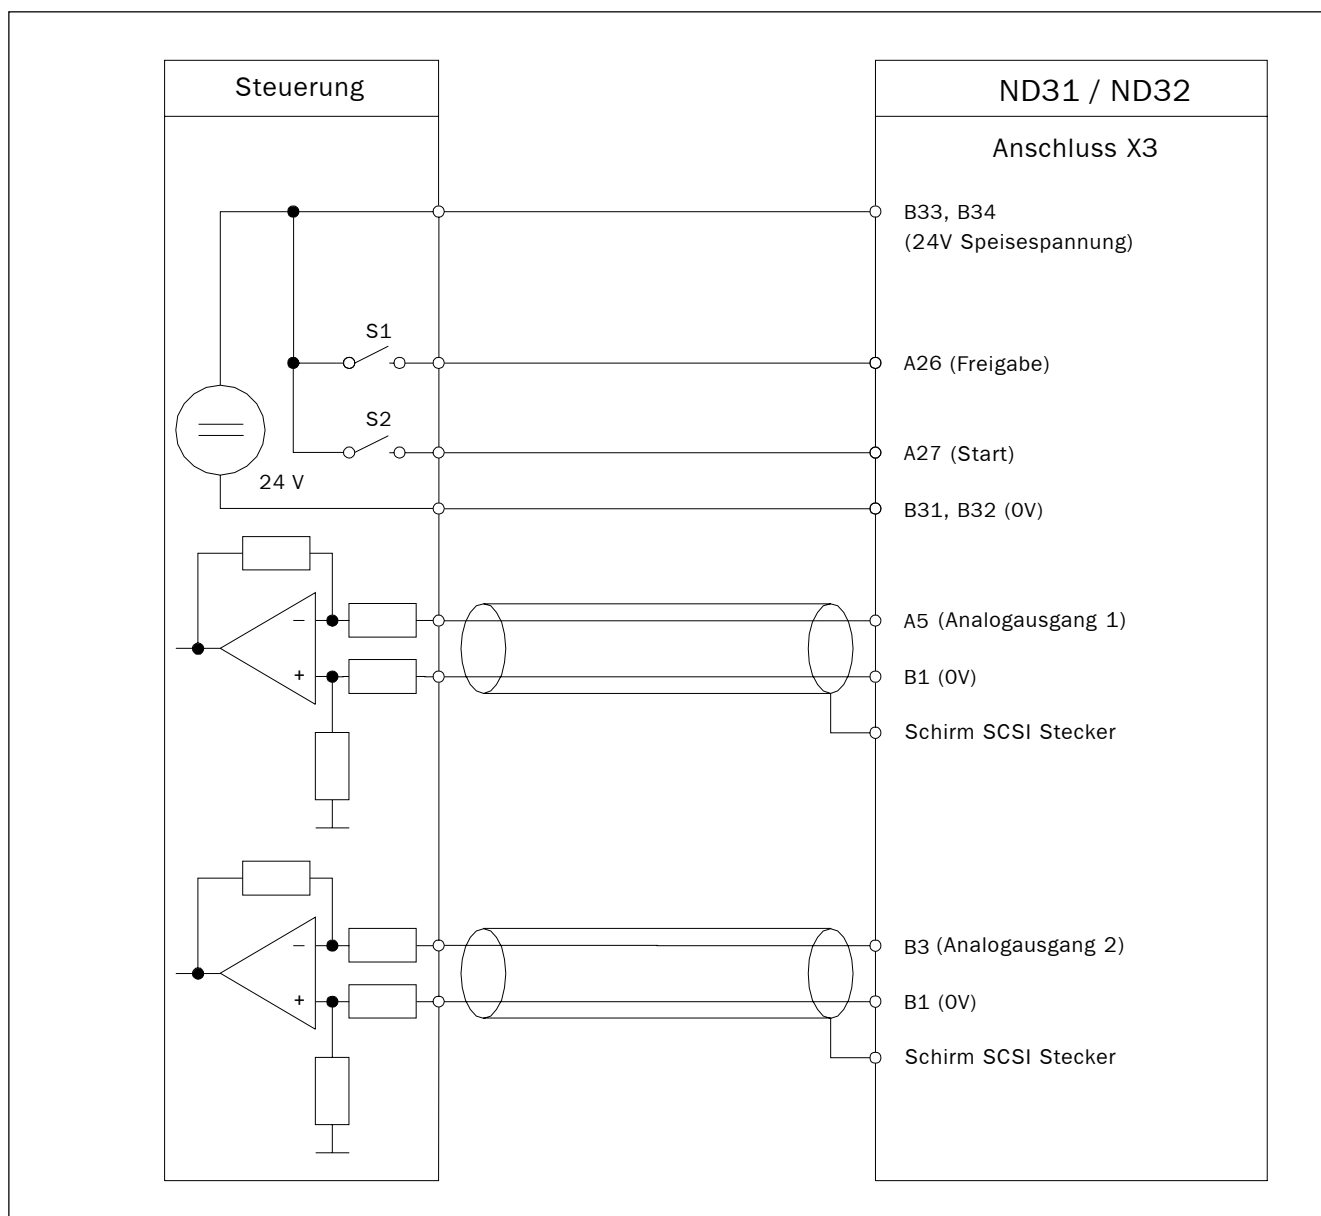 Steuerung
ND31 / ND32
Anschluss X3
B33, B34
(24V Speisespannung)
S1
A26 (Freigabe)
S2
A27 (Start)
24 V
B31, B32 (0V)
−
A5 (Analogausgang 1)
+
B1 (0V)
Schirm SCSI Stecker
−
B3 (Analogausgang 2)
+
B1 (0V)
Schirm SCSI Stecker